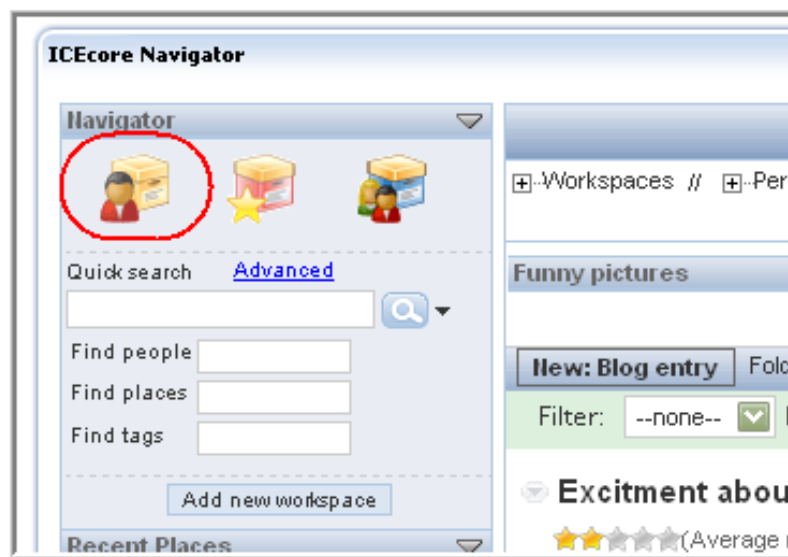 ICEcore Navigator
Navigator
Workspaces // Per
Quick search Advanced
Funny pictures
Find people
New: Blog entry Fold
Find places
Filter: --none--
Find tags
Add new workspace
Excitment abou
Recent Places
(Average